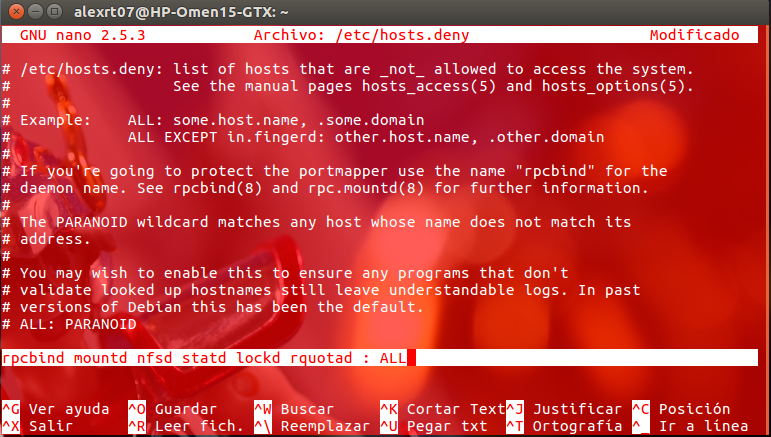 alexrt07@HP-Omen15-GTX: ~
GNU nano 2.5.3 Archivo: /etc/hosts.deny Modificado
# /etc/hosts.deny: list of hosts that are _not_ allowed to access the system.
# See the manual pages hosts_access(5) and hosts_options(5).
#
# Example: ALL: some.host.name, .some.domain
# ALL EXCEPT in.fingerd: other.host.name, .other.domain
#
# If you're going to protect the portmapper use the name "rpcbind" for the
# daemon name. See rpcbind(8) and rpc.mountd(8) for further information.
#
# The PARANOID wildcard matches any host whose name does not match its
# address.
#
# You may wish to enable this to ensure any programs that don't
# validate looked up hostnames still leave understandable logs. In past
# versions of Debian this has been the default.
# ALL: PARANOID
rpcbind mountd nfsd statd lockd rquotad : ALL
^G Ver ayuda ^O Guardar ^W Buscar ^K Cortar Text ^J Justificar ^C Posición
^X Salir ^R Leer fich. ^\ Reemplazar ^U Pegar txt ^T Ortografía ^_ Ir a línea